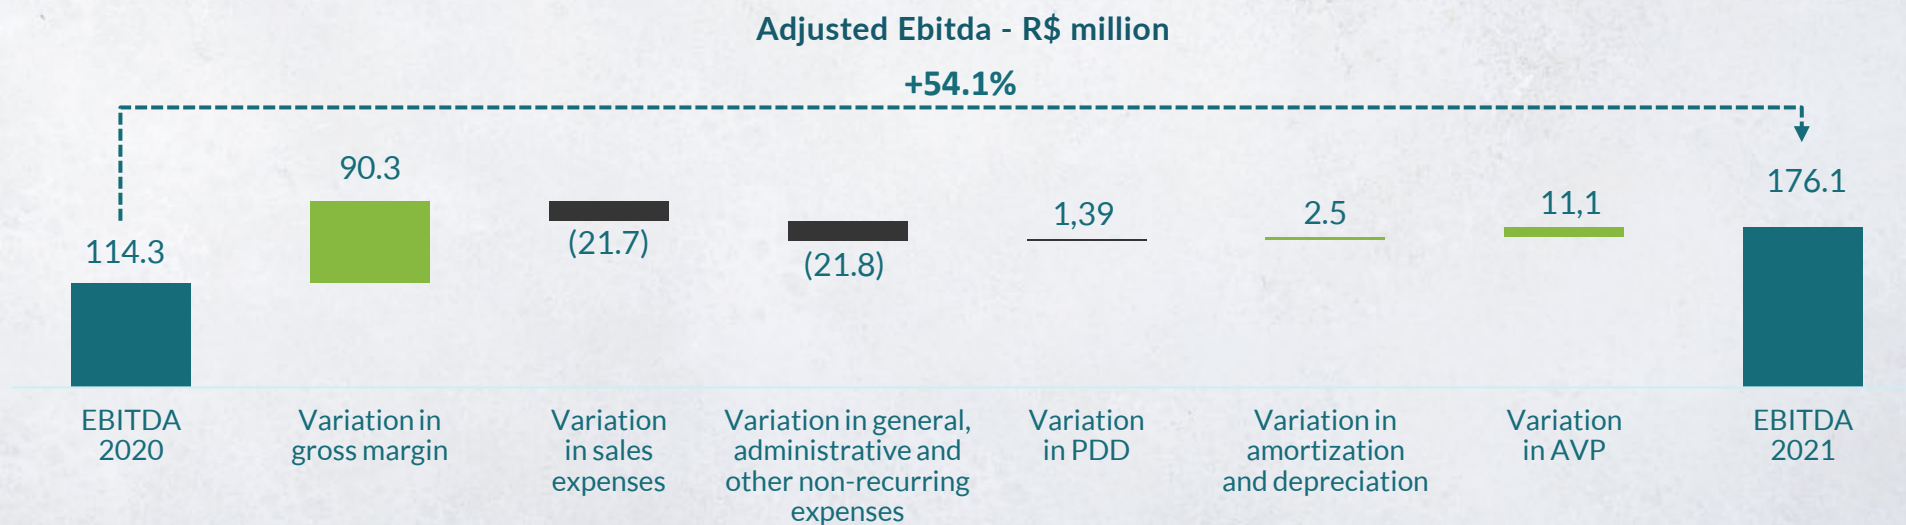 Adjusted Ebitda - R$ million
+54.1%
114.3
90.3
(21.7)
(21.8)
1,39
2.5
11,1
176.1
EBITDA
2020
Variation in
gross margin
Variation
in sales
expenses
Variation in general,
administrative and
other non-recurring
expenses
Variation
in PDD
Variation in
amortization
and depreciation
Variation
in AVP
EBITDA
2021